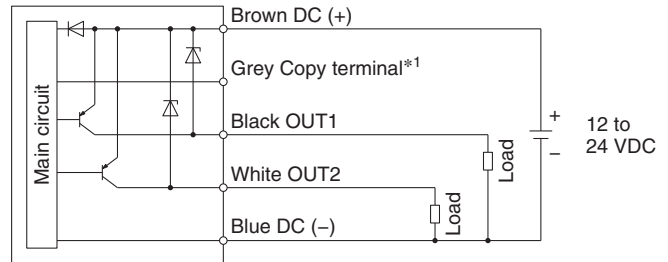 Brown DC (+)
Grey Copy terminal*1
Main circuit
Black OUT1
White OUT2
Blue DC (−)
Load
Load
+
−
12 to
24 VDC